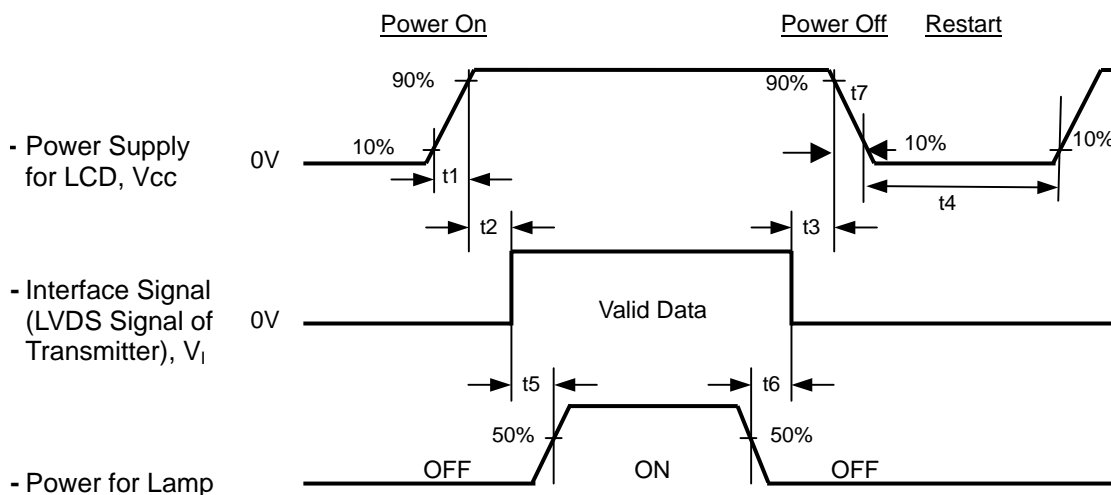 Power On Power Off Restart
90% 90% t7
- Power Supply for LCD, Vcc
0V 10% 10% 10%
t1 t4
t2 t3
- Interface Signal (LVDS Signal of Transmitter), VI
0V Valid Data
t5 t6
50% 50%
- Power for Lamp OFF ON OFF